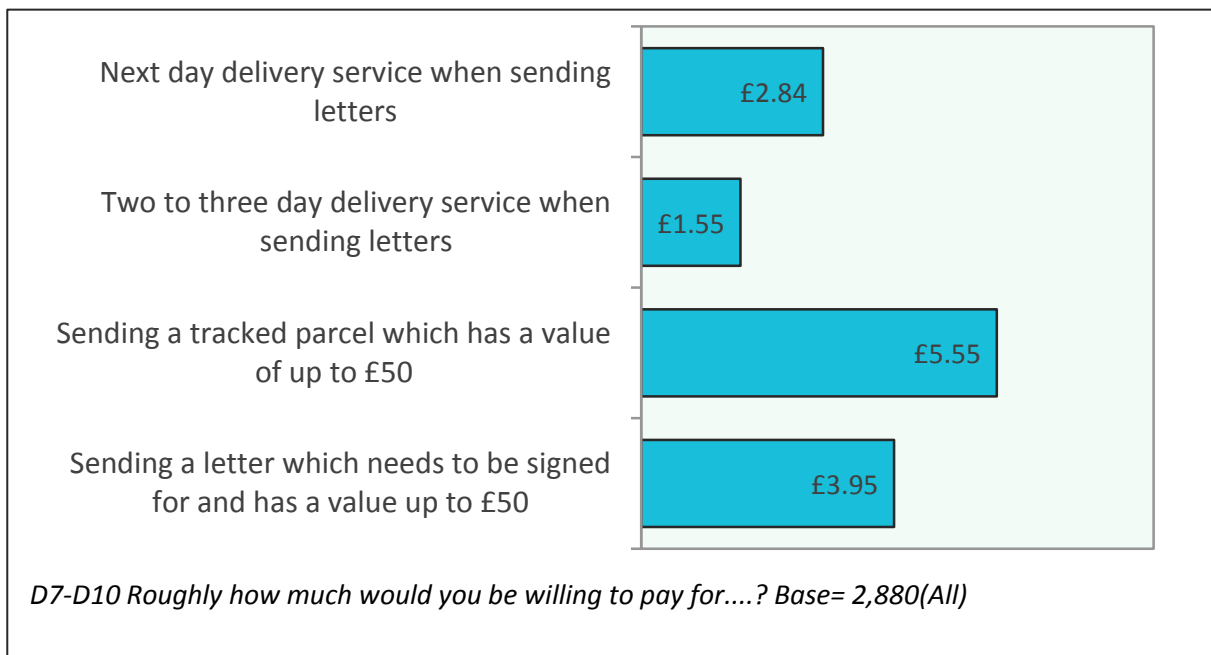 Next day delivery service when sending
letters
£2.84
Two to three day delivery service when
sending letters
£1.55
Sending a tracked parcel which has a value
of up to £50
£5.55
Sending a letter which needs to be signed
for and has a value up to £50
£3.95
D7-D10 Roughly how much would you be willing to pay for....? Base= 2,880(All)